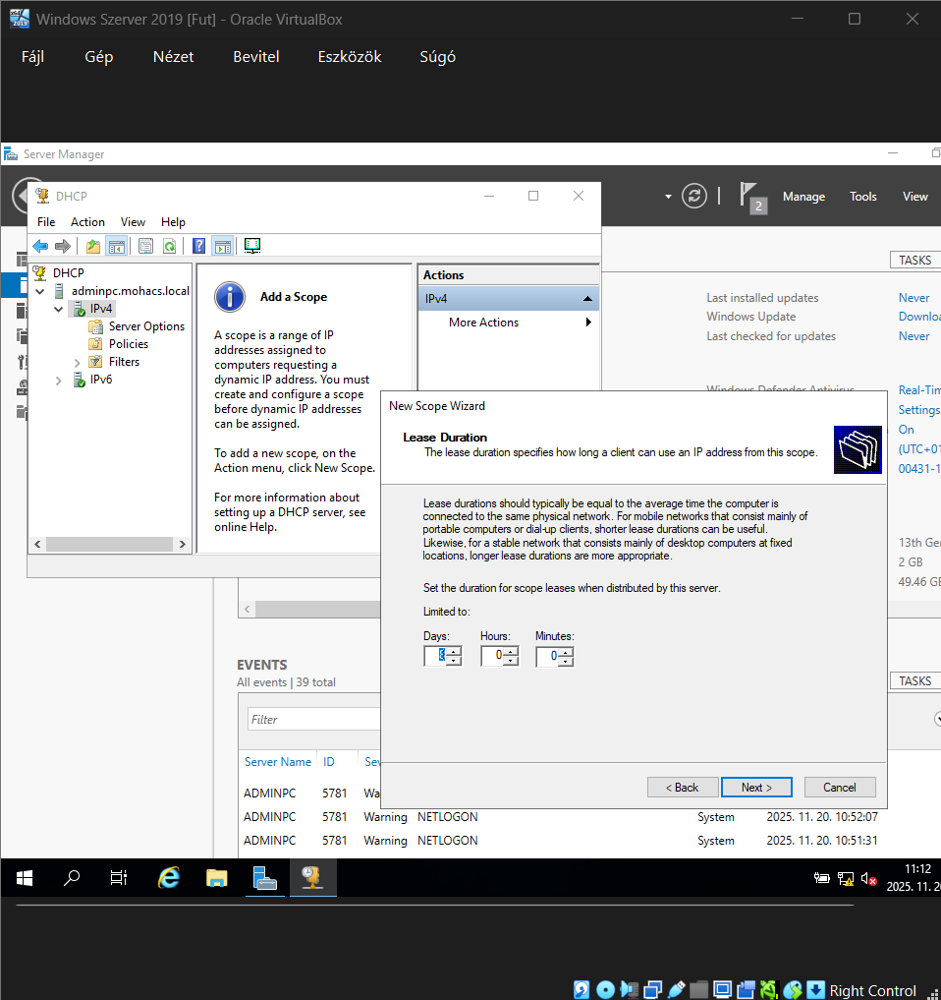 Windows Szerver 2019 [Fut] - Oracle VirtualBox
Fájl Gép Nézet Bevitel Eszközök Súgó
Server Manager
2 Manage Tools View
DHCP
File Action View Help
DHCP
adminpc.mohacs.local
IPv4
Server Options
Policies
Filters
IPv6
Add a Scope
A scope is a range of IP
addresses assigned to
computers requesting a
dynamic IP address. You must
create and configure a scope
before dynamic IP addresses
can be assigned.
To add a new scope, on the
Action menu, click New Scope.
For more information about
setting up a DHCP server, see
online Help.
Actions
IPv4
More Actions
TASKS
Last installed updates Never
Windows Update
Last checked for updates Never
Windows Defender Antivirus Real-Tim
Settings
On
(UTC+01
00431-1
13th Ge
2 GB
49.46 GB
New Scope Wizard
Lease Duration
The lease duration specifies how long a client can use an IP address from this scope.
Lease durations should typically be equal to the average time the computer is
connected to the same physical network. For mobile networks that consist mainly of
portable computers or dial-up clients, shorter lease durations can be useful.
Likewise, for a stable network that consists mainly of desktop computers at fixed
locations, longer lease durations are more appropriate.
Set the duration for scope leases when distributed by this server.
Limited to:
Days: Hours: Minutes:
0 0
< Back Next > Cancel
EVENTS
All events | 39 total
TASKS
Filter
Server Name ID Sev
ADMINPC 5781 Wa
ADMINPC 5781 Warning NETLOGON System 2025. 11. 20. 10:52:07
ADMINPC 5781 Warning NETLOGON System 2025. 11. 20. 10:51:31
11:12
2025. 11. 20
Right Control